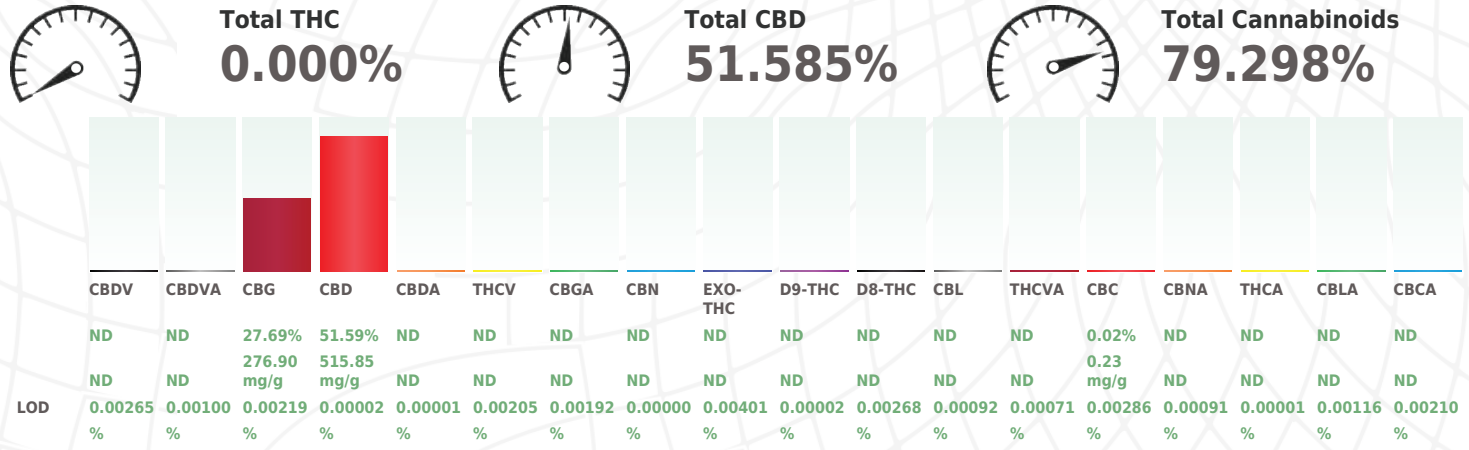 Total THC
0.000%
Total CBD
51.585%
Total Cannabinoids
79.298%
CBDV CBDVA CBG CBD CBDA THCV CBGA CBN EXO-THC D9-THC D8-THC CBL THCVA CBC CBNA THCA CBLA CBCA
ND ND 27.69% 51.59% ND ND ND ND ND ND ND ND ND 0.02% ND ND ND ND
ND ND 276.90 mg/g 515.85 mg/g ND ND ND ND ND ND ND ND ND 0.23 mg/g ND ND ND ND
LOD 0.00265 0.00100 0.00219 0.00002 0.00001 0.00205 0.00192 0.00000 0.00401 0.00002 0.00268 0.00092 0.00071 0.00286 0.00091 0.00001 0.00116 0.00210
% % % % % % % % % % % % % % % % % %